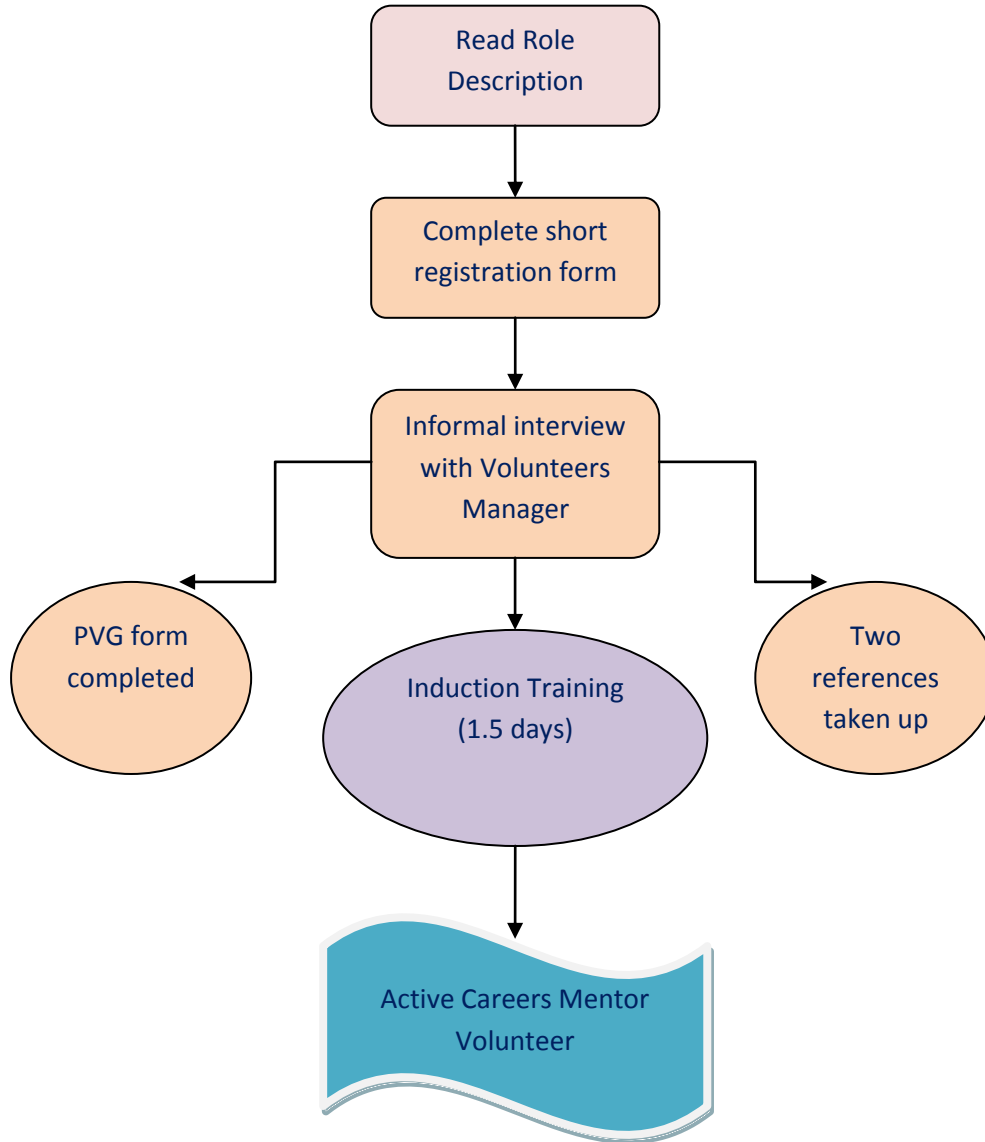 Read Role
Description
Complete short
registration form
Informal interview
with Volunteers
Manager
PVG form
completed
Induction Training
(1.5 days)
Two
references
taken up
Active Careers Mentor
Volunteer